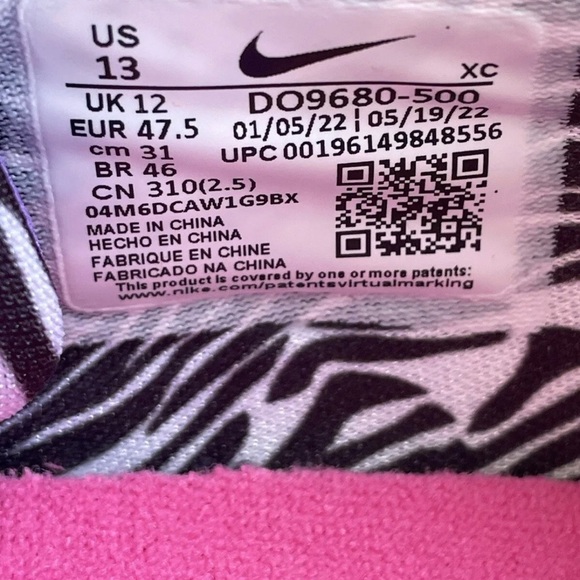 US
13
XC
UK 12 DO9680-500
EUR 47.5 01/05/22 | 05/19/22
cm 31 UPC 00196149848556
BR 46
CN 310(2.5)
04M6DCAW1G9BX
MADE IN CHINA
HECHO EN CHINA
FABRIQUE EN CHINE
FABRICADO NA CHINA
This product is covered by one or more patents:
www.nike.com/patentsvirtualmarking